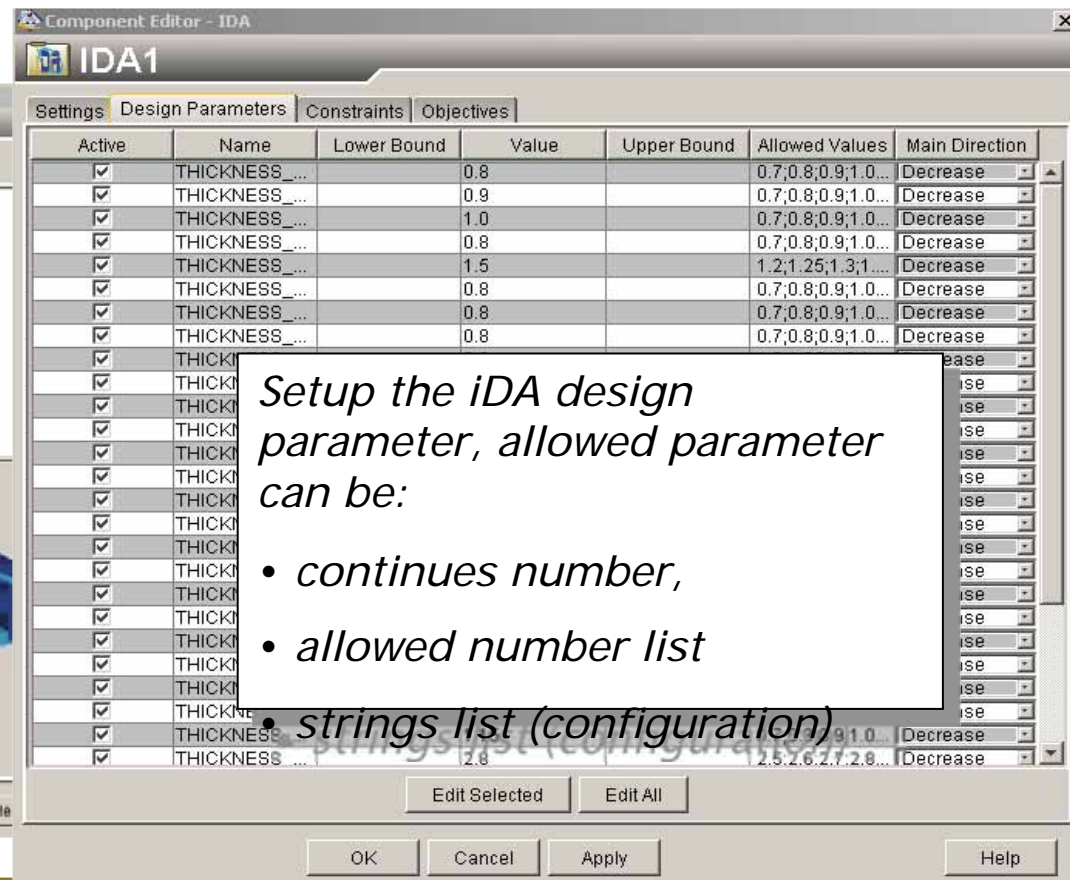 Component Editor - IDA
IDA1
Settings Design Parameters Constraints Objectives
Active Name Lower Bound Value Upper Bound Allowed Values Main Direction
THICKNESS_... 0.8 0.7;0.8;0.9;1.0... Decrease
THICKNESS_... 0.9 0.7;0.8;0.9;1.0... Decrease
THICKNESS_... 1.0 0.7;0.8;0.9;1.0... Decrease
THICKNESS_... 0.8 0.7;0.8;0.9;1.0... Decrease
THICKNESS_... 1.5 1.2;1.25;1.3;1.... Decrease
THICKNESS_... 0.8 0.7;0.8;0.9;1.0... Decrease
THICKNESS_... 0.8 0.7;0.8;0.9;1.0... Decrease
THICKNESS_... 0.8 0.7;0.8;0.9;1.0... Decrease
Setup the iDA design
parameter, allowed parameter
can be:
• continues number,
• allowed number list
• strings list (configuration)
THICKNESS Decrease
THICKNESS ... 2.8 2.5;2.6;2.7;2.8... Decrease
Edit Selected Edit All
OK Cancel Apply Help